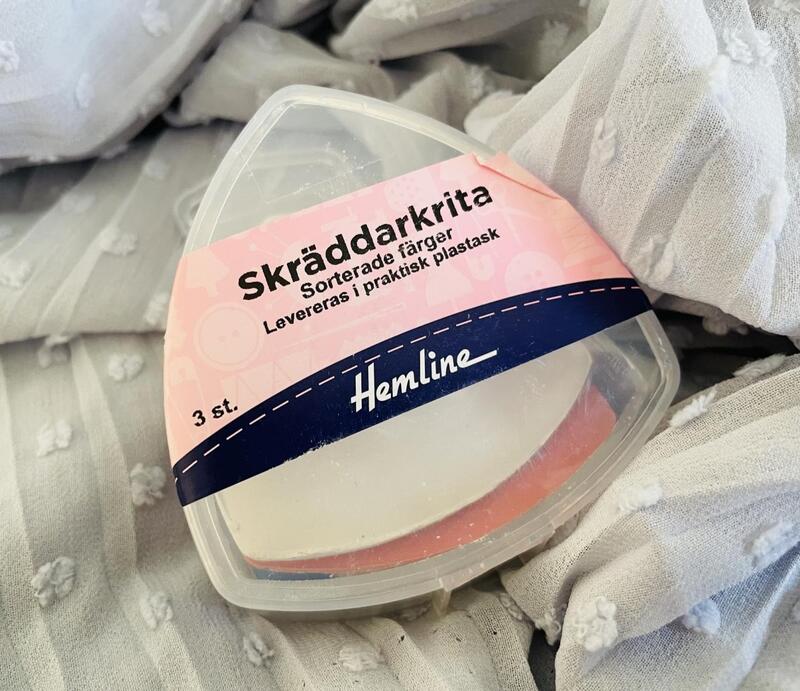 Skräddarkrita
Sorterade färger
Levereras i praktisk plastask
3 st.
Hemline